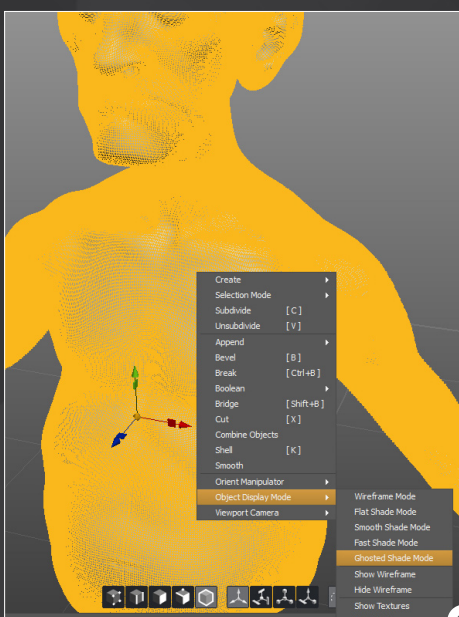 Create
Selection Mode
Subdivide [ C ]
Unsubdivide [ V ]
Append
Bevel [ B ]
Break [ Ctrl+B ]
Boolean
Bridge [ Shift+B ]
Cut [ X ]
Combine Objects
Shell [ K ]
Smooth
Orient Manipulator
Object Display Mode
Viewport Camera
Wireframe Mode
Flat Shade Mode
Smooth Shade Mode
Fast Shade Mode
Ghosted Shade Mode
Show Wireframe
Hide Wireframe
Show Textures